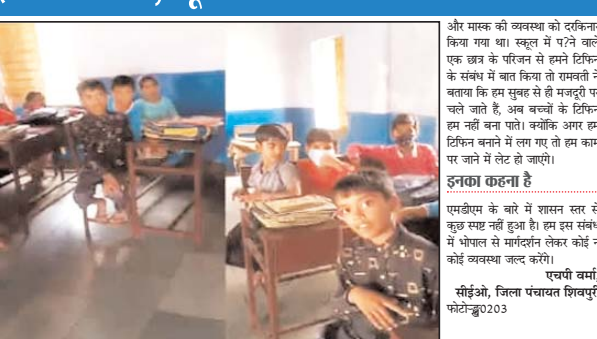 और मास्क की व्यवस्था को दरकिनार
किया गया था। स्कूल में प?ने वाले
एक छात्र के परिजन से हमने टिफिन
के संबंध में बात किया तो रामवती ने
बताया कि हम सुबह से ही मजदूरी पर
चले जाते हैं, अब बच्चों के टिफिन
हम नहीं बना पाते। क्योंकि अगर हम
टिफिन बनाने में लग गए तो हम काम
पर जाने में लेट हो जाएंगे।
इनका कहना है
एमडीएम के बारे में शासन स्तर से
कुछ स्पष्ट नहीं हुआ है। हम इस संबंध
में भोपाल से मार्गदर्शन लेकर कोई न
कोई व्यवस्था जल्द करेंगे।
एचपी वर्मा,
सीईओ, जिला पंचायत शिवपुरी